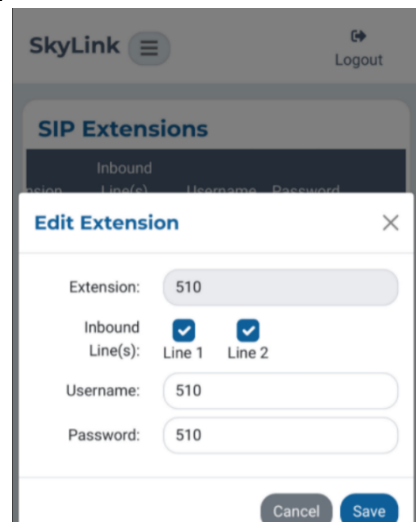 SkyLink
Logout
SIP Extensions
Inbound
Line(s) Username Password
Edit Extension
Extension: 510
Inbound
Line(s):
Line 1 Line 2
Username: 510
Password: 510
Cancel Save